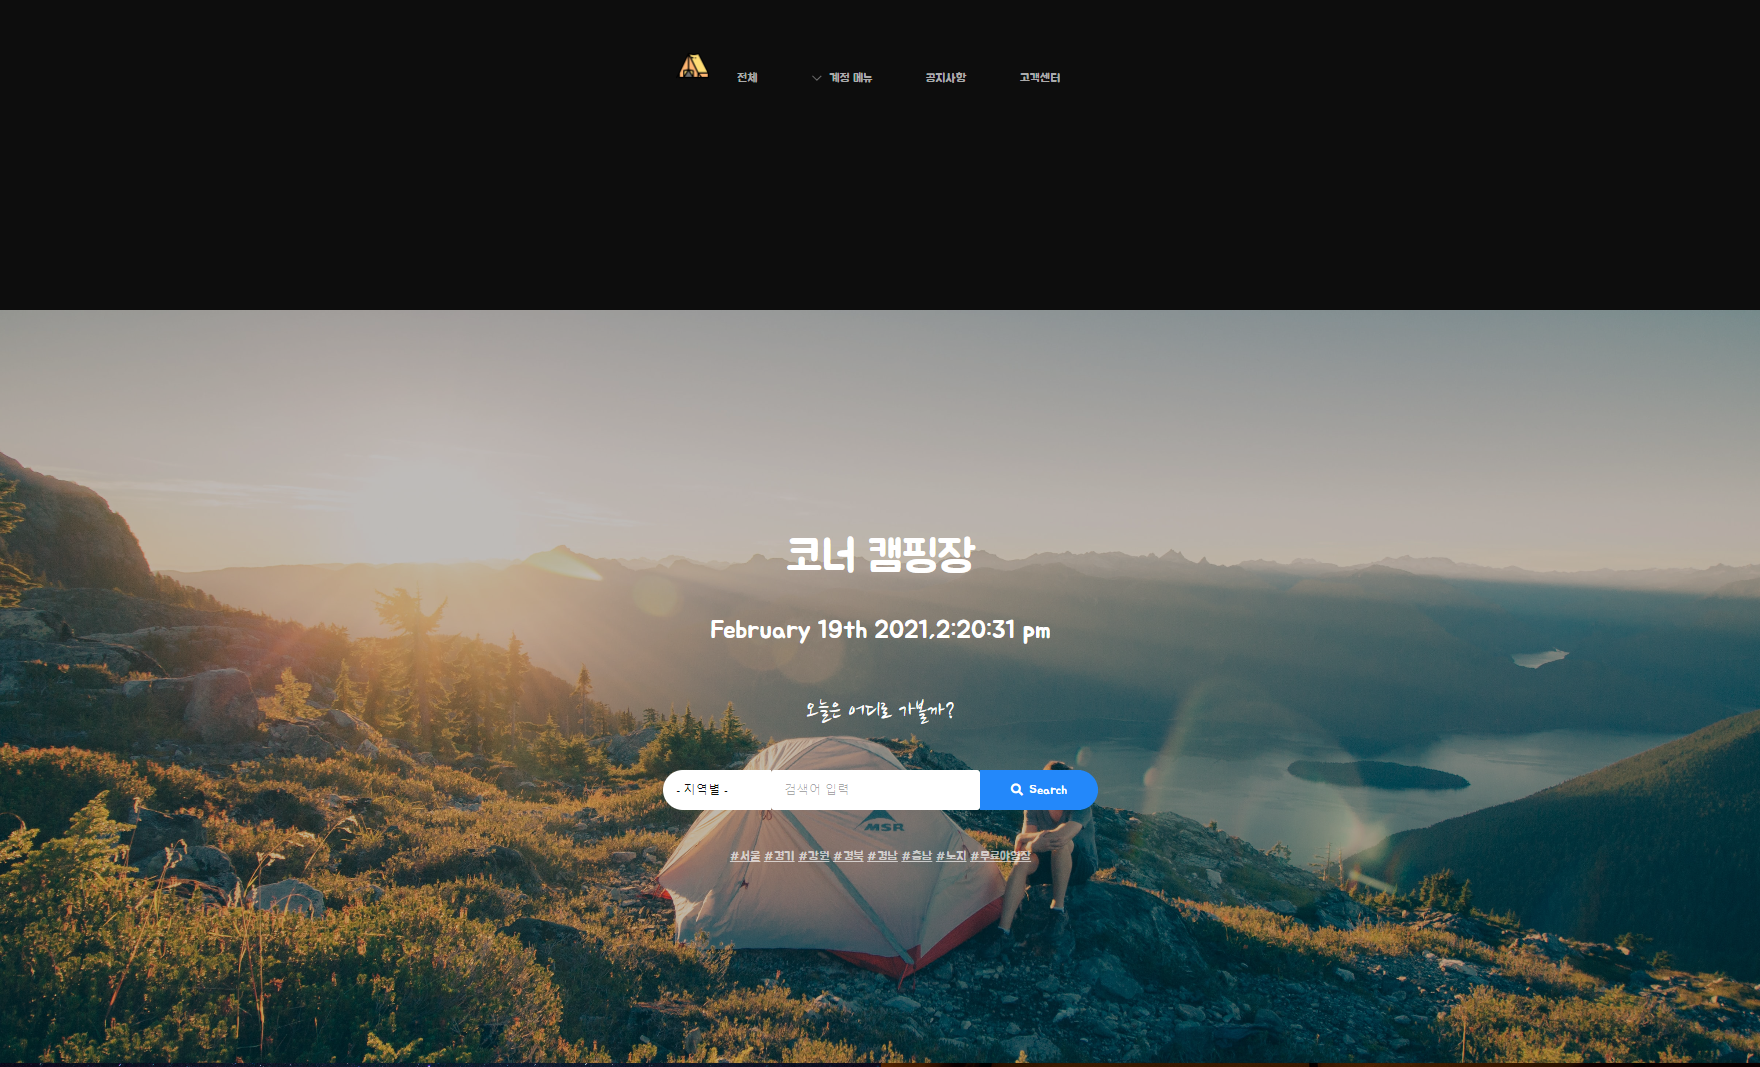 전체 계정 메뉴 공지사항 고객센터
코너 캠핑장
February 19th 2021,2:20:31 pm
오늘은 어디로 가볼까?
- 지역별 - 검색어 입력 Search
MSR
#서울 #경기 #강원 #경북 #경남 #충남 #노지 #무료야영장